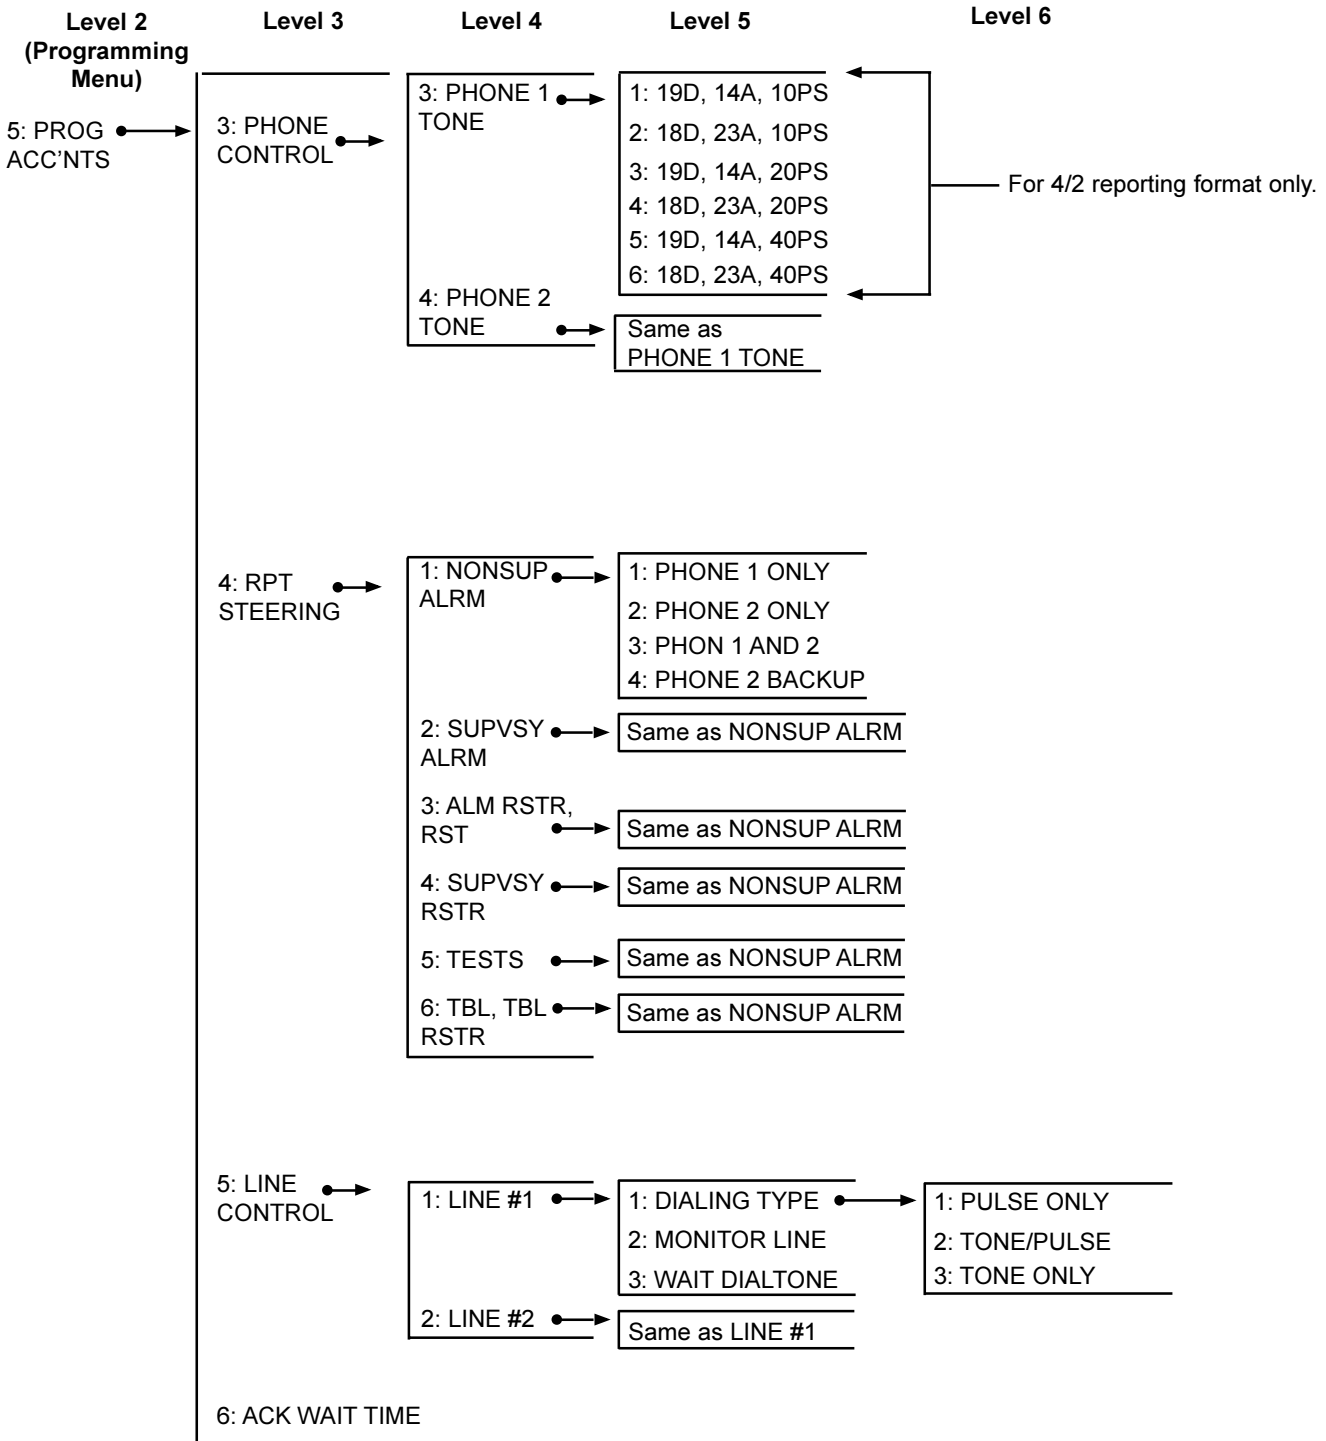 Level 2
(Programming
Menu)
Level 3
Level 4
Level 5
Level 6
5: PROG
ACC’NTS
3: PHONE
CONTROL
3: PHONE 1
TONE
1: 19D, 14A, 10PS
2: 18D, 23A, 10PS
3: 19D, 14A, 20PS
4: 18D, 23A, 20PS
5: 19D, 14A, 40PS
6: 18D, 23A, 40PS
For 4/2 reporting format only.
4: PHONE 2
TONE
Same as
PHONE 1 TONE
4: RPT
STEERING
1: NONSUP
ALRM
1: PHONE 1 ONLY
2: PHONE 2 ONLY
3: PHON 1 AND 2
4: PHONE 2 BACKUP
2: SUPVSY
ALRM
Same as NONSUP ALRM
3: ALM RSTR,
RST
Same as NONSUP ALRM
4: SUPVSY
RSTR
Same as NONSUP ALRM
5: TESTS
Same as NONSUP ALRM
6: TBL, TBL
RSTR
Same as NONSUP ALRM
5: LINE
CONTROL
1: LINE #1
1: DIALING TYPE
2: MONITOR LINE
3: WAIT DIALTONE
1: PULSE ONLY
2: TONE/PULSE
3: TONE ONLY
2: LINE #2
Same as LINE #1
6: ACK WAIT TIME